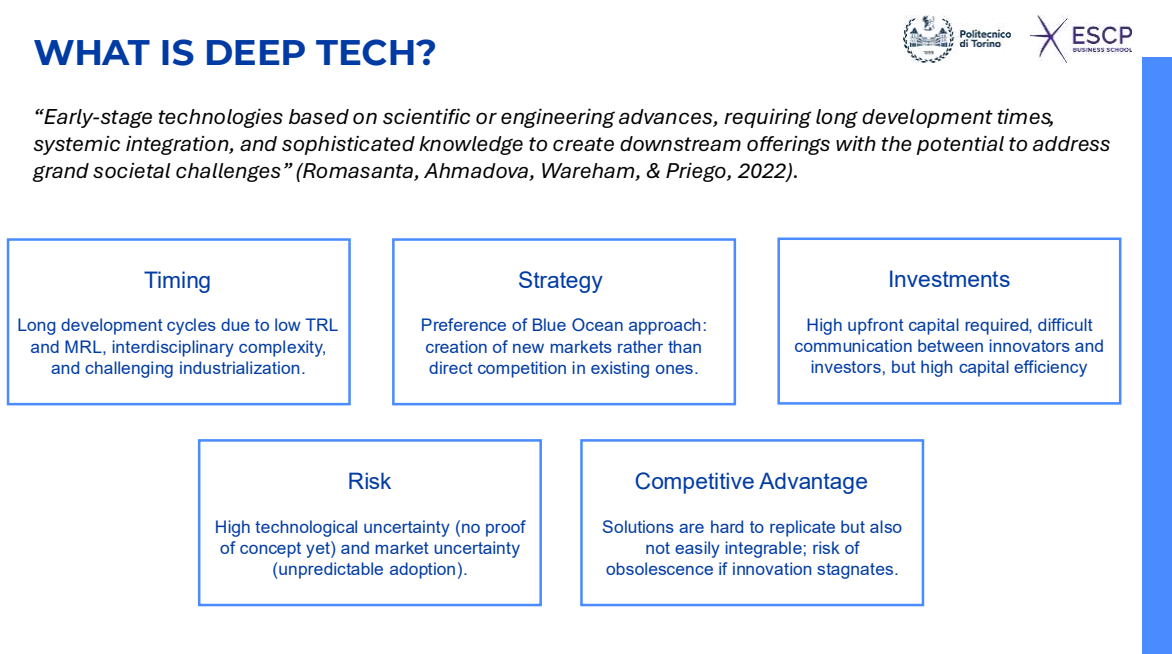 WHAT IS DEEP TECH?
Politecnico
di Torino
ESCP
BUSINESS SCHOOL
“Early-stage technologies based on scientific or engineering advances, requiring long development times,
systemic integration, and sophisticated knowledge to create downstream offerings with the potential to address
grand societal challenges” (Romasanta, Ahmadova, Wareham, & Priego, 2022).
Timing
Long development cycles due to low TRL
and MRL, interdisciplinary complexity,
and challenging industrialization.
Strategy
Preference of Blue Ocean approach:
creation of new markets rather than
direct competition in existing ones.
Investments
High upfront capital required, difficult
communication between innovators and
investors, but high capital efficiency
Risk
High technological uncertainty (no proof
of concept yet) and market uncertainty
(unpredictable adoption).
Competitive Advantage
Solutions are hard to replicate but also
not easily integrable; risk of
obsolescence if innovation stagnates.